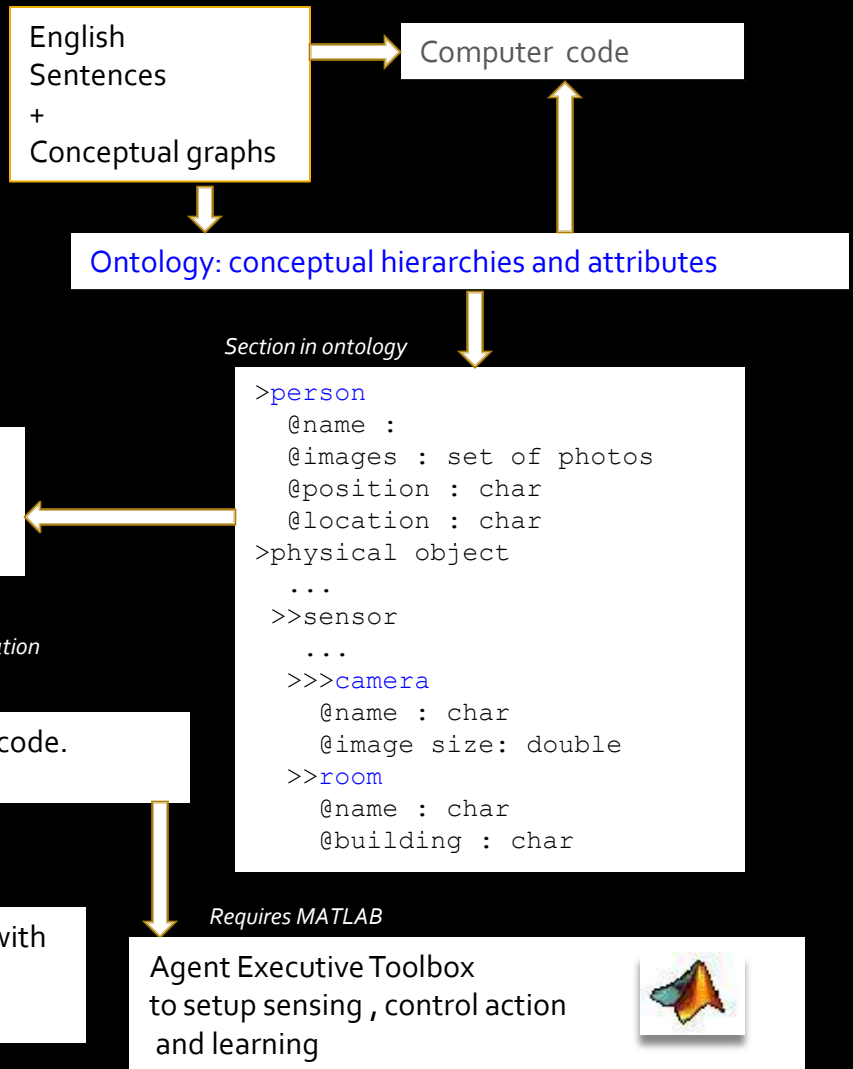 English
Sentences
+
Conceptual graphs
Computer code
Ontology: conceptual hierarchies and attributes
Section in ontology
>person
@name :
@images : set of photos
@position : char
@location : char
>physical object
...
>>sensor
...
>>>camera
@name : char
@image size: double
>>room
@name : char
@building : char
code.
with
Requires MATLAB
Agent Executive Toolbox
to setup sensing , control action
and learning